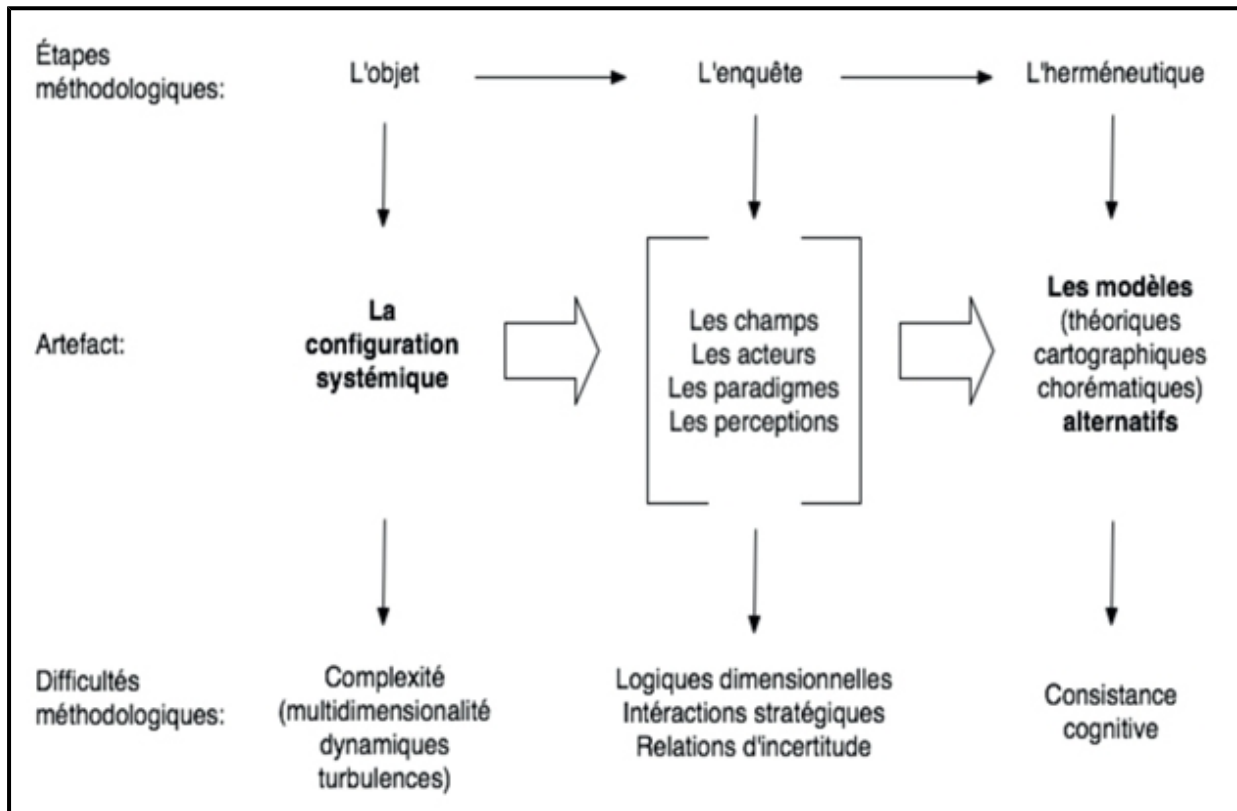 Étapes
méthodologiques:
L'objet
L'enquête
L'herméneutique
Artefact:
La
configuration
systémique
Les champs
Les acteurs
Les paradigmes
Les perceptions
Les modèles
(théoriques
cartographiques
chorématiques)
alternatifs
Difficultés
méthodologiques:
Complexité
(multidimensionalité
dynamiques
turbulences)
Logiques dimensionnelles
Intéractions stratégiques
Relations d'incertitude
Consistance
cognitive